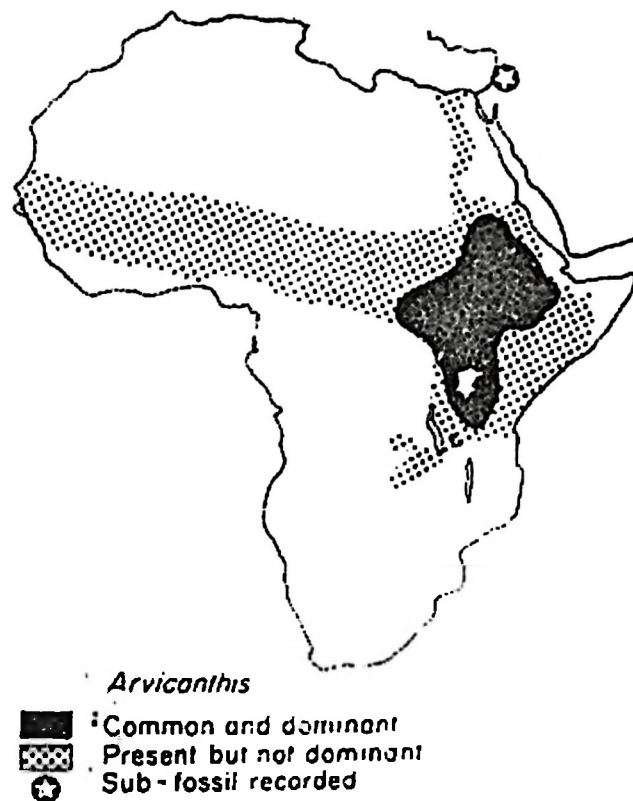 Arvicanthis
Common and dominant
Present but not dominant
Sub-fossil recorded